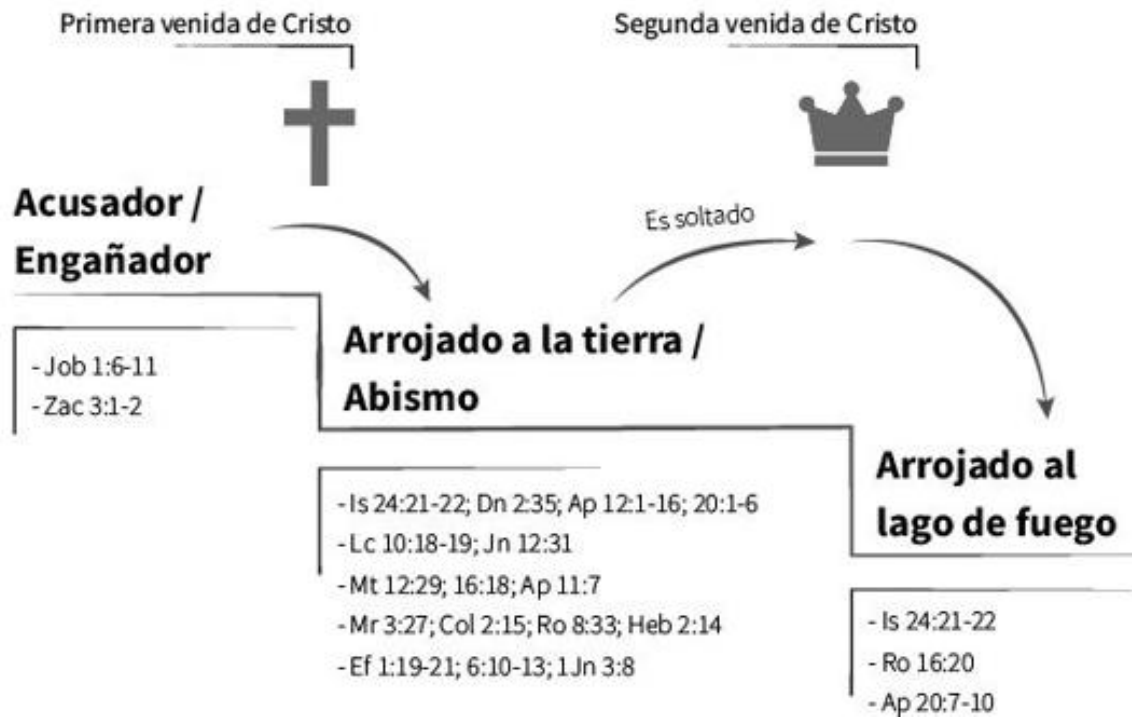 Primera venida de Cristo
Segunda venida de Cristo
Acusador /
Engañador
Es soltado
- Job 1:6-11
- Zac 3:1-2
Arrojado a la tierra /
Abismo
- Is 24:21-22; Dn 2:35; Ap 12:1-16; 20:1-6
- Lc 10:18-19; Jn 12:31
- Mt 12:29; 16:18; Ap 11:7
- Mr 3:27; Col 2:15; Ro 8:33; Heb 2:14
- Ef 1:19-21; 6:10-13; 1Jn 3:8
Arrojado al
lago de fuego
- Is 24:21-22
- Ro 16:20
- Ap 20:7-10